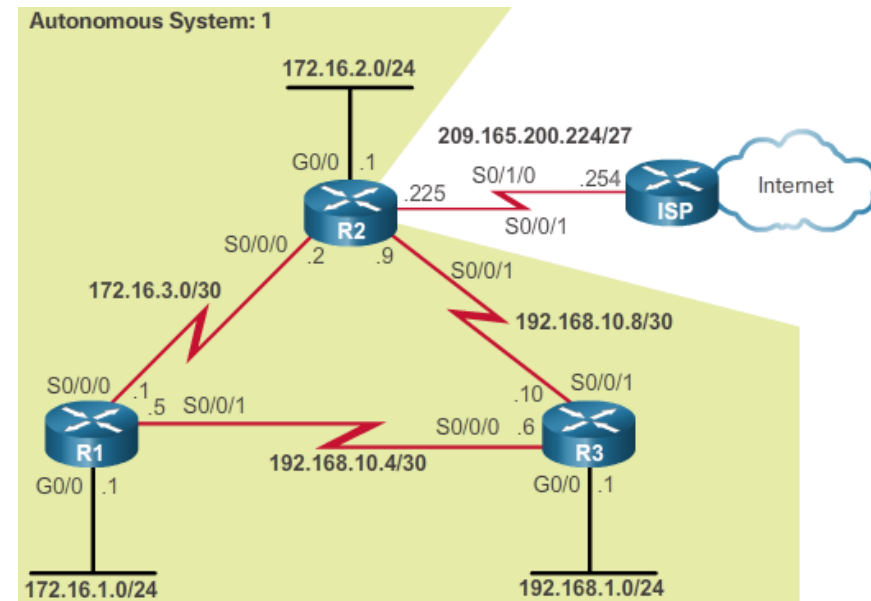 Autonomous System: 1
172.16.2.0/24
209.165.200.224/27
G0/0 .1
S0/1/0 .254
Internet
.225
ISP
R2
S0/0/1
S0/0/0
.2 .9
S0/0/1
172.16.3.0/30
192.168.10.8/30
S0/0/0 .1
.10 S0/0/1
.5 S0/0/1
S0/0/0 .6
R1
R3
192.168.10.4/30
G0/0 .1
G0/0 .1
172.16.1.0/24
192.168.1.0/24